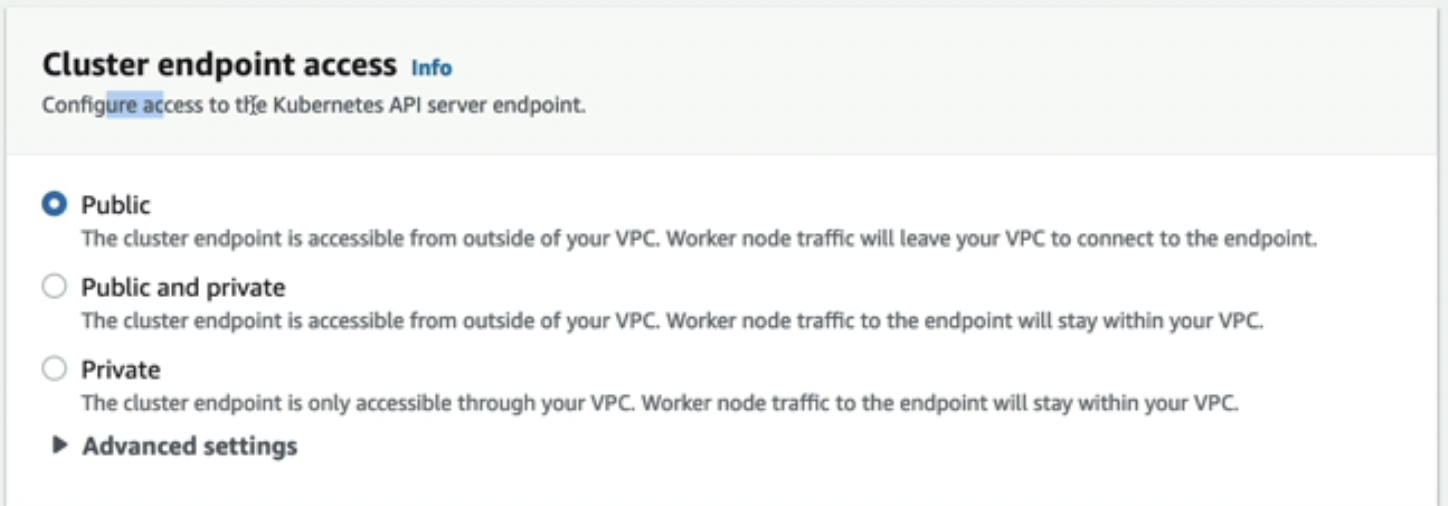 Cluster endpoint access Info
Configure access to the Kubernetes API server endpoint.
Public
The cluster endpoint is accessible from outside of your VPC. Worker node traffic will leave your VPC to connect to the endpoint.
Public and private
The cluster endpoint is accessible from outside of your VPC. Worker node traffic to the endpoint will stay within your VPC.
Private
The cluster endpoint is only accessible through your VPC. Worker node traffic to the endpoint will stay within your VPC.
Advanced settings